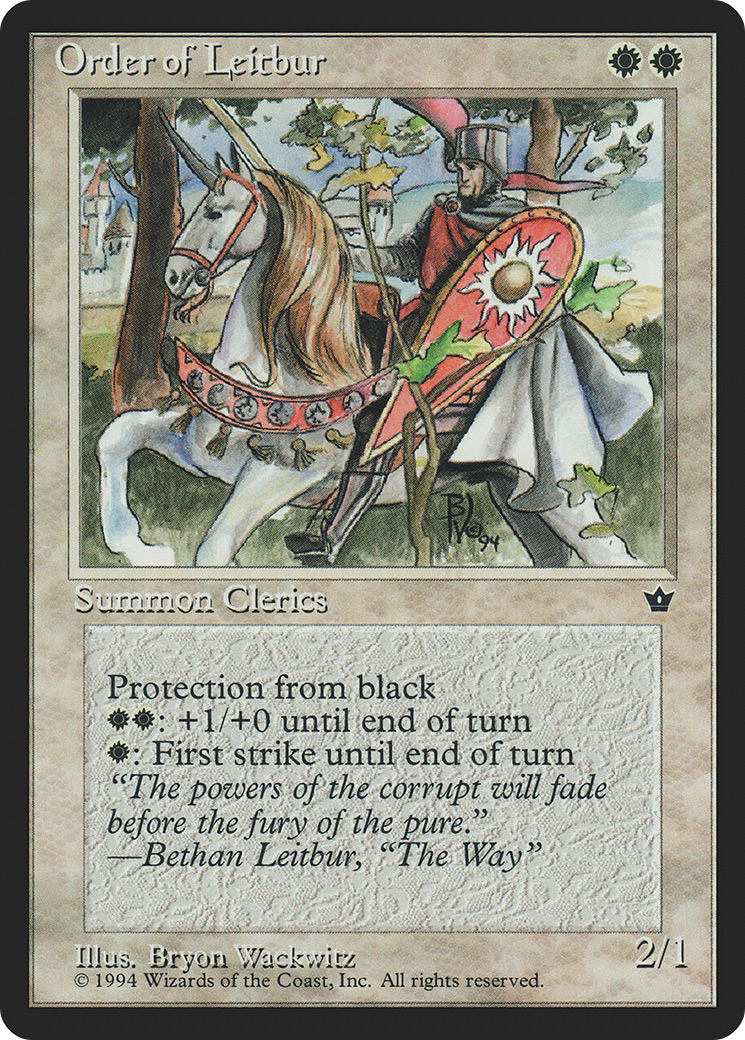 Order of Leitbur
Summon Clerics
Protection from black
: +1/+0 until end of turn
: First strike until end of turn
“The powers of the corrupt will fade
before the fury of the pure.”
—Bethan Leitbur, “The Way”
Illus. Bryon Wackwitz
2/1
© 1994 Wizards of the Coast, Inc. All rights reserved.